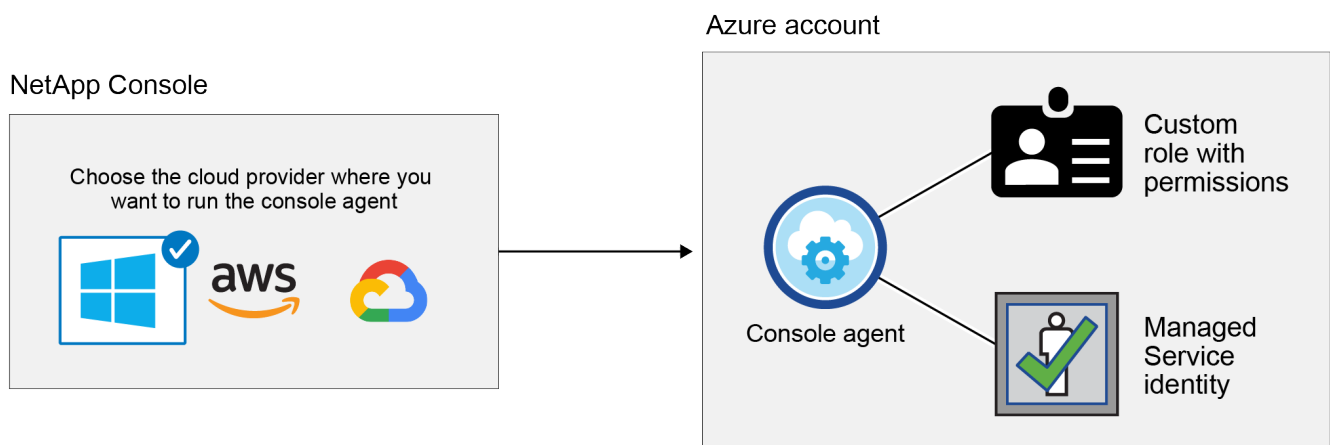 Azure account
NetApp Console
Choose the cloud provider where you
want to run the console agent
aws
Custom
role with
permissions
Console agent
Managed
Service
identity